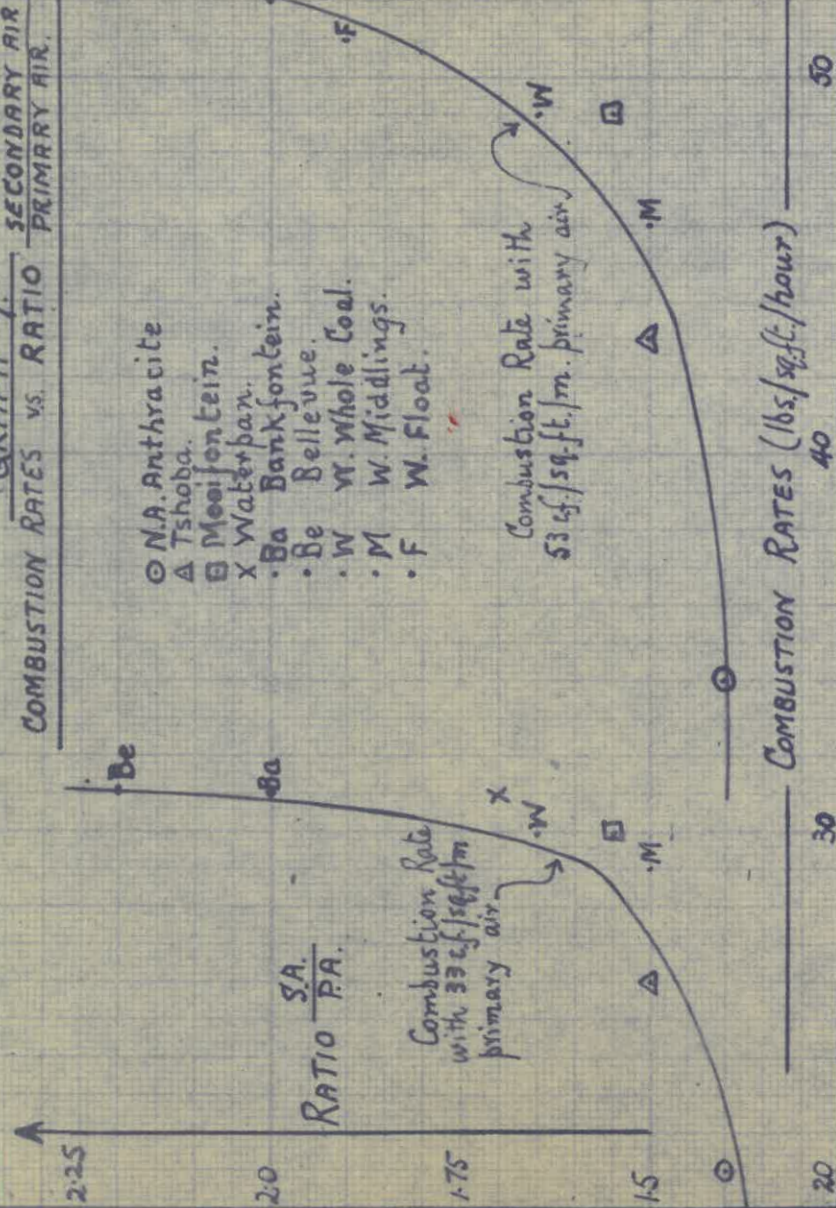 COMBUSTION RATES VS. RATIO SECONDARY AIR
PRIMARY AIR.
⊙ N.A. Anthracite
△ Tshoba.
⊡ Mooifontein.
X Waterpan.
· Ba Bankfontein.
· Be Bellevue.
· W W. Whole Coal.
· M W. Middlings.
· F W. Float.
RATIO S.A.
P.A.
2.25
2.0
1.75
1.5
Be
Ba
X
W
M
Combustion Rate
with 33 cf./sq.ft/m
primary air
F
W
M
Combustion Rate with
53 cf./sq.ft./m. primary air
COMBUSTION RATES (lbs./sq.ft./hour)
20
30
40
50